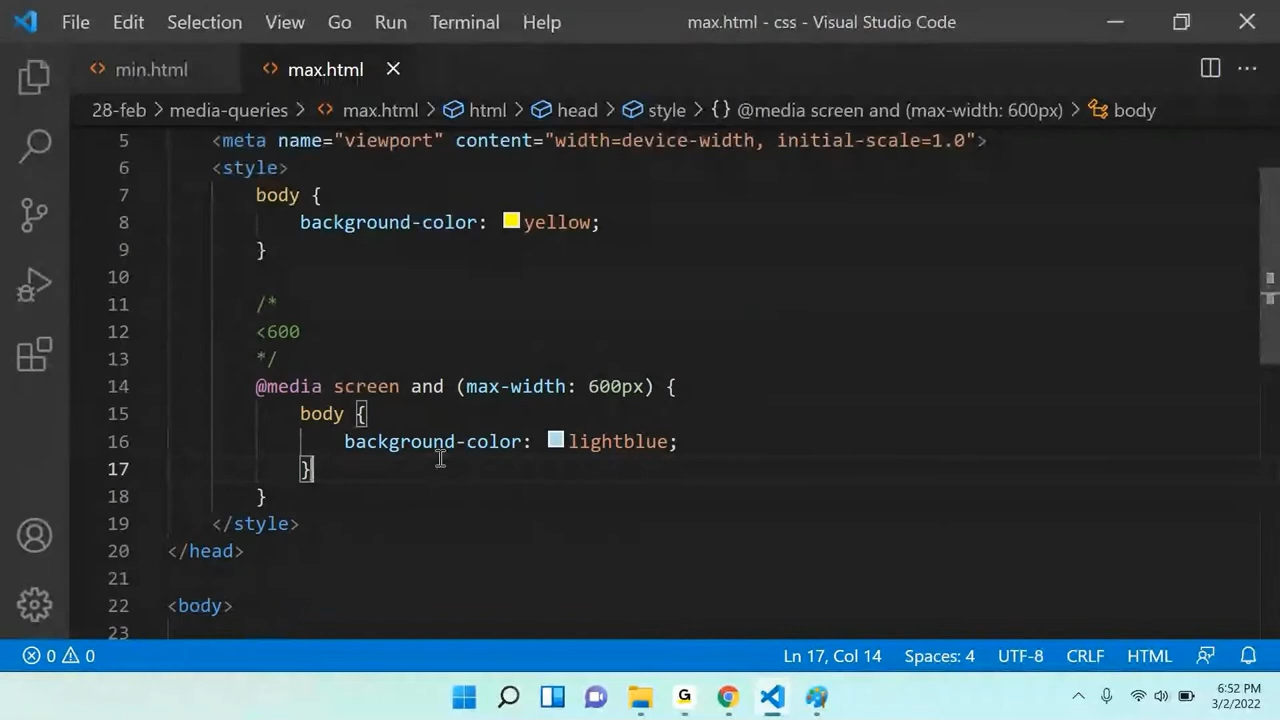 File Edit Selection View Go Run Terminal Help max.html - css - Visual Studio Code
min.html max.html
28-feb > media-queries > max.html > html > head > style > {} @media screen and (max-width: 600px) > body
5 <meta name="viewport" content="width=device-width, initial-scale=1.0">
6 <style>
7 body {
8 background-color: yellow;
9 }
10
11 /*
12 <600
13 */
14 @media screen and (max-width: 600px) {
15 body {
16 background-color: lightblue;
17 }
18 }
19 </style>
20 </head>
21
22 <body>
23
0 0 Ln 17, Col 14 Spaces: 4 UTF-8 CRLF HTML
G 6:52 PM
3/2/2022